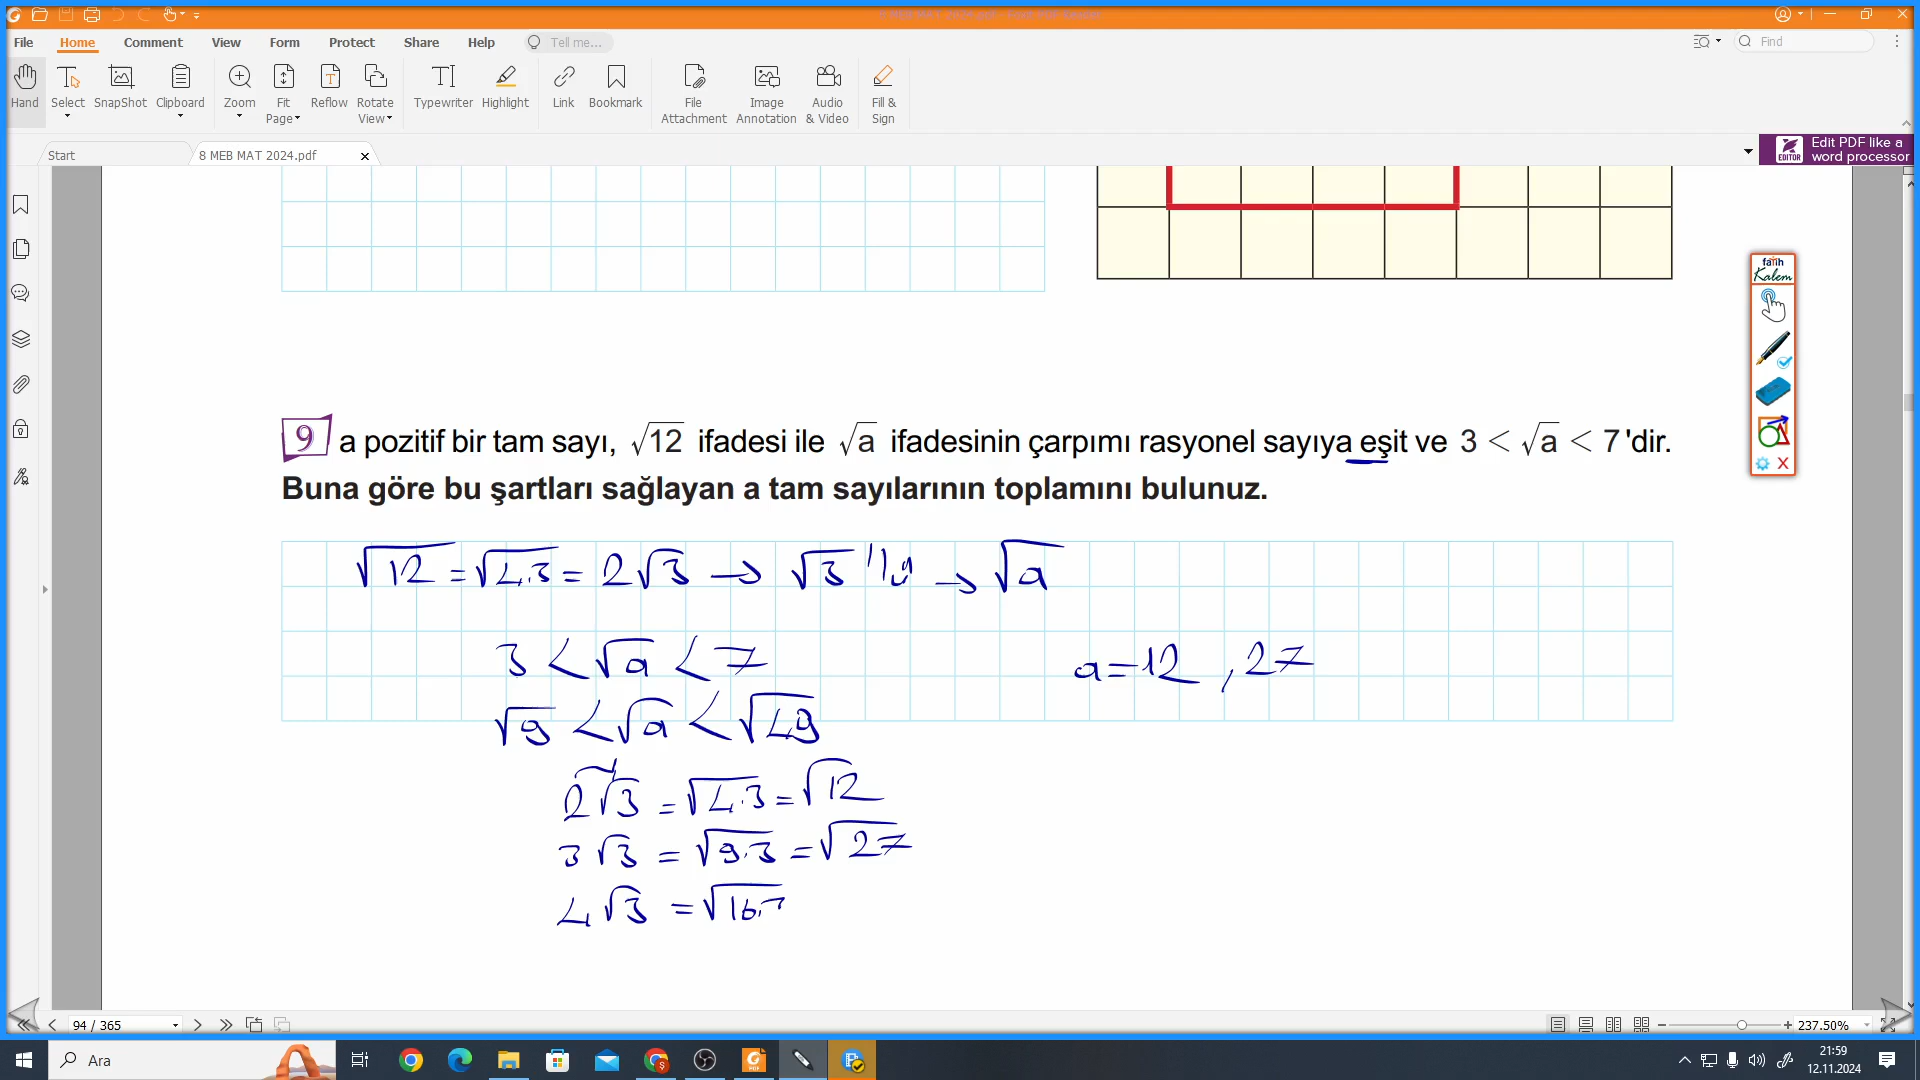 File Home Comment View Form Protect Share Help Tell me... Find
Hand Select SnapShot Clipboard Zoom Fit Page Reflow Rotate View Typewriter Highlight Link Bookmark File Attachment Image Annotation Audio & Video Fill & Sign
Start 8 MEB MAT 2024.pdf Edit PDF like a word processor
EDITOR
fatih
Kalem
9 a pozitif bir tam sayı, √12 ifadesi ile √a ifadesinin çarpımı rasyonel sayıya eşit ve 3 < √a < 7'dir.
Buna göre bu şartları sağlayan a tam sayılarının toplamını bulunuz.
√12 = √4.3 = 2√3 → √3 'lü → √a
3 < √a < 7 a = 12 , 27
√9 < √a < √49
2√3 = √4.3 = √12
3√3 = √9.3 = √27
4√3 = √16.
94 / 365 237.50%
Ara 21:59
12.11.2024